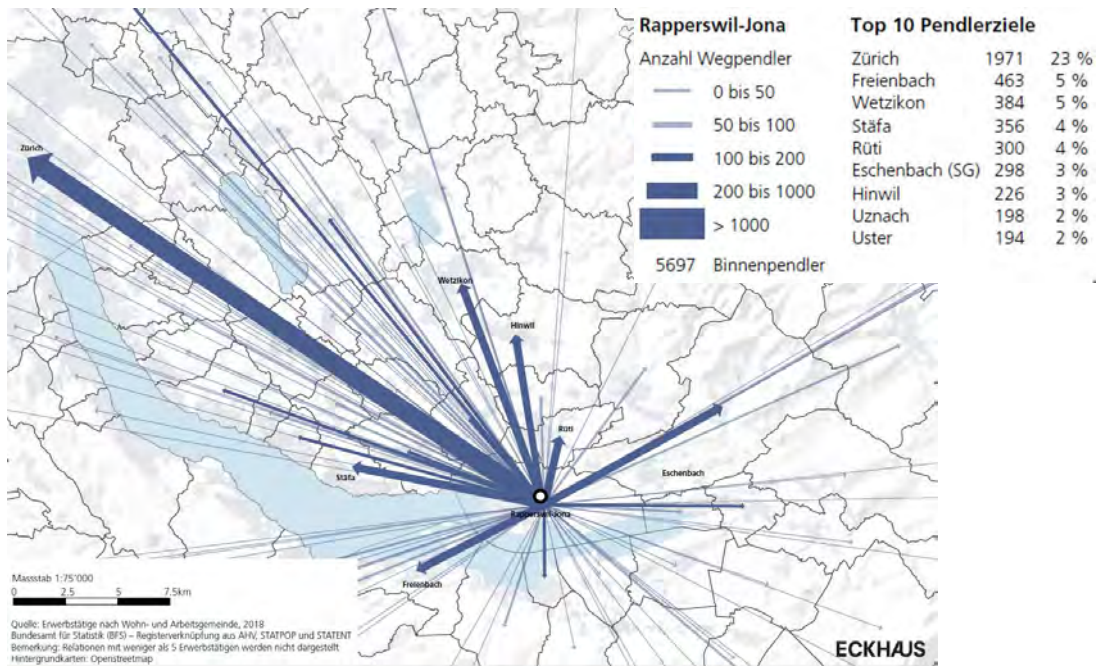 Rapperswil-Jona
Anzahl Wegpendler
0 bis 50
50 bis 100
100 bis 200
200 bis 1000
> 1000
5697 Binnenpendler
Top 10 Pendlerziele
Zürich 1971 23 %
Freienbach 463 5 %
Wetzikon 384 5 %
Stäfa 356 4 %
Rüti 300 4 %
Eschenbach (SG) 298 3 %
Hinwil 226 3 %
Uznach 198 2 %
Uster 194 2 %
Zürich
Wetzikon
Hinwil
Rüti
Eschenbach
Stäfa
Rapperswil-Jona
Freienbach
Massstab 1:75'000
0 2.5 5 7.5km
Quelle: Erwerbstätige nach Wohn- und Arbeitsgemeinde, 2018
Bundesamt für Statistik (BFS) – Registerverknüpfung aus AHV, STATPOP und STATENT
Bemerkung: Relationen mit weniger als 5 Erwerbstätigen werden nicht dargestellt
Hintergrundkarten: Openstreetmap
ECKHAUS